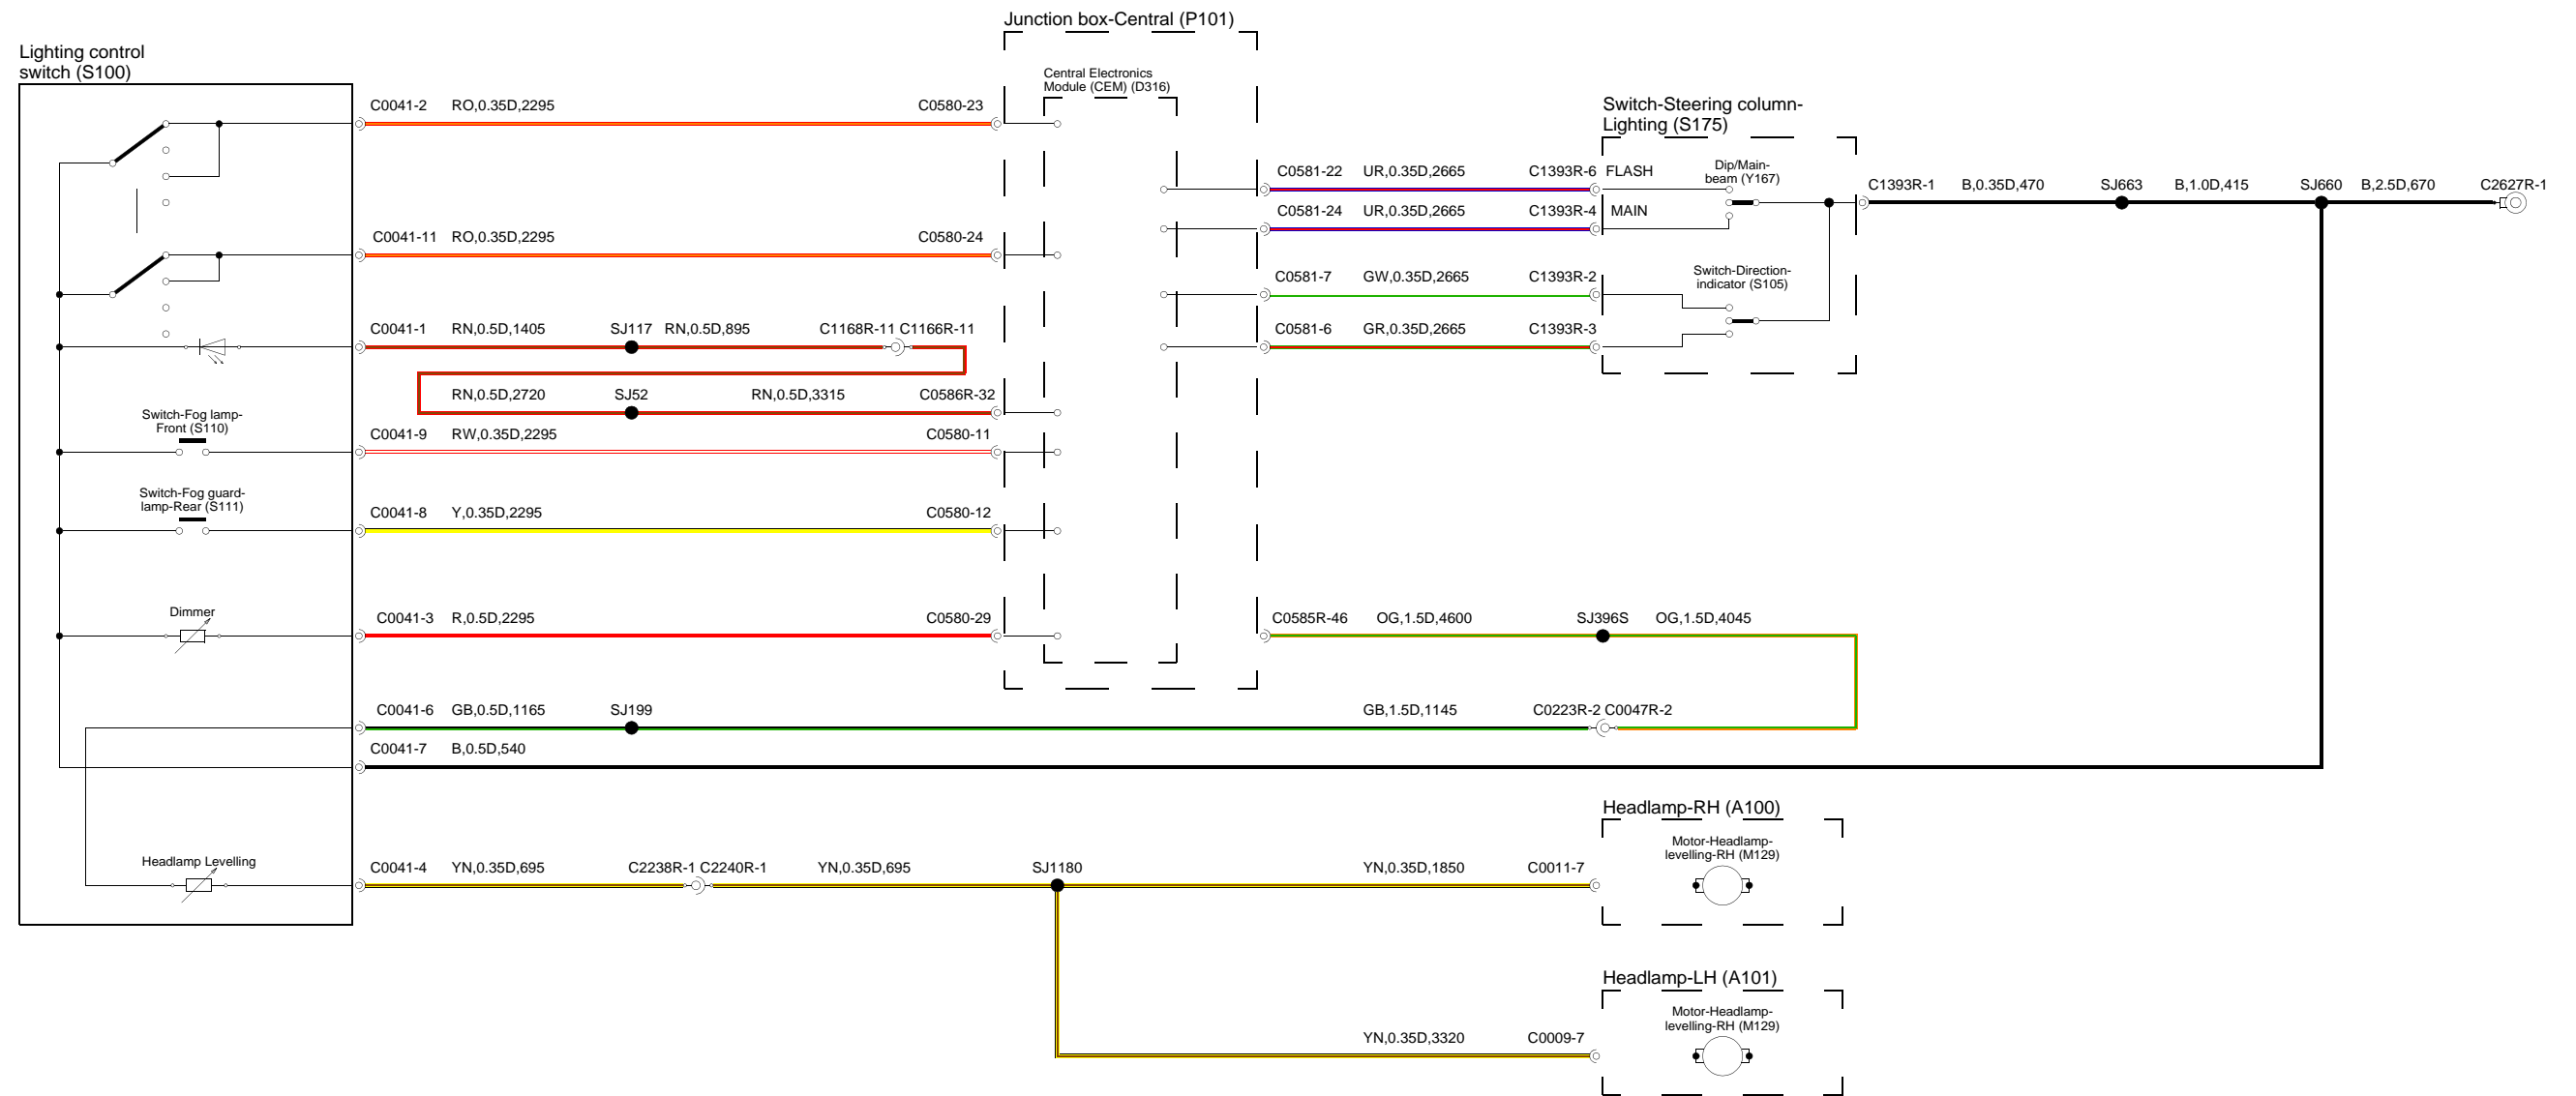 Junction box-Central (P101)
Lighting control
switch (S100)
Central Electronics
Module (CEM) (D316)
C0041-2 RO,0.35D,2295 C0580-23
Switch-Steering column-
Lighting (S175)
C0581-22 UR,0.35D,2665 C1393R-6 FLASH
Dip/Main-
beam (Y167)
C1393R-1 B,0.35D,470 SJ663 B,1.0D,415 SJ660 B,2.5D,670 C2627R-1
C0581-24 UR,0.35D,2665 C1393R-4 MAIN
C0041-11 RO,0.35D,2295 C0580-24
C0581-7 GW,0.35D,2665 C1393R-2
Switch-Direction-
indicator (S105)
C0041-1 RN,0.5D,1405 SJ117 RN,0.5D,895 C1168R-11 C1166R-11
C0581-6 GR,0.35D,2665 C1393R-3
RN,0.5D,2720 SJ52 RN,0.5D,3315 C0586R-32
Switch-Fog lamp-
Front (S110)
C0041-9 RW,0.35D,2295 C0580-11
Switch-Fog guard-
lamp-Rear (S111)
C0041-8 Y,0.35D,2295 C0580-12
Dimmer
C0041-3 R,0.5D,2295 C0580-29
C0585R-46 OG,1.5D,4600 SJ396S OG,1.5D,4045
C0041-6 GB,0.5D,1165 SJ199 GB,1.5D,1145 C0223R-2 C0047R-2
C0041-7 B,0.5D,540
Headlamp-RH (A100)
Motor-Headlamp-
levelling-RH (M129)
Headlamp Levelling
C0041-4 YN,0.35D,695 C2238R-1 C2240R-1 YN,0.35D,695 SJ1180 YN,0.35D,1850 C0011-7
Headlamp-LH (A101)
Motor-Headlamp-
levelling-RH (M129)
YN,0.35D,3320 C0009-7